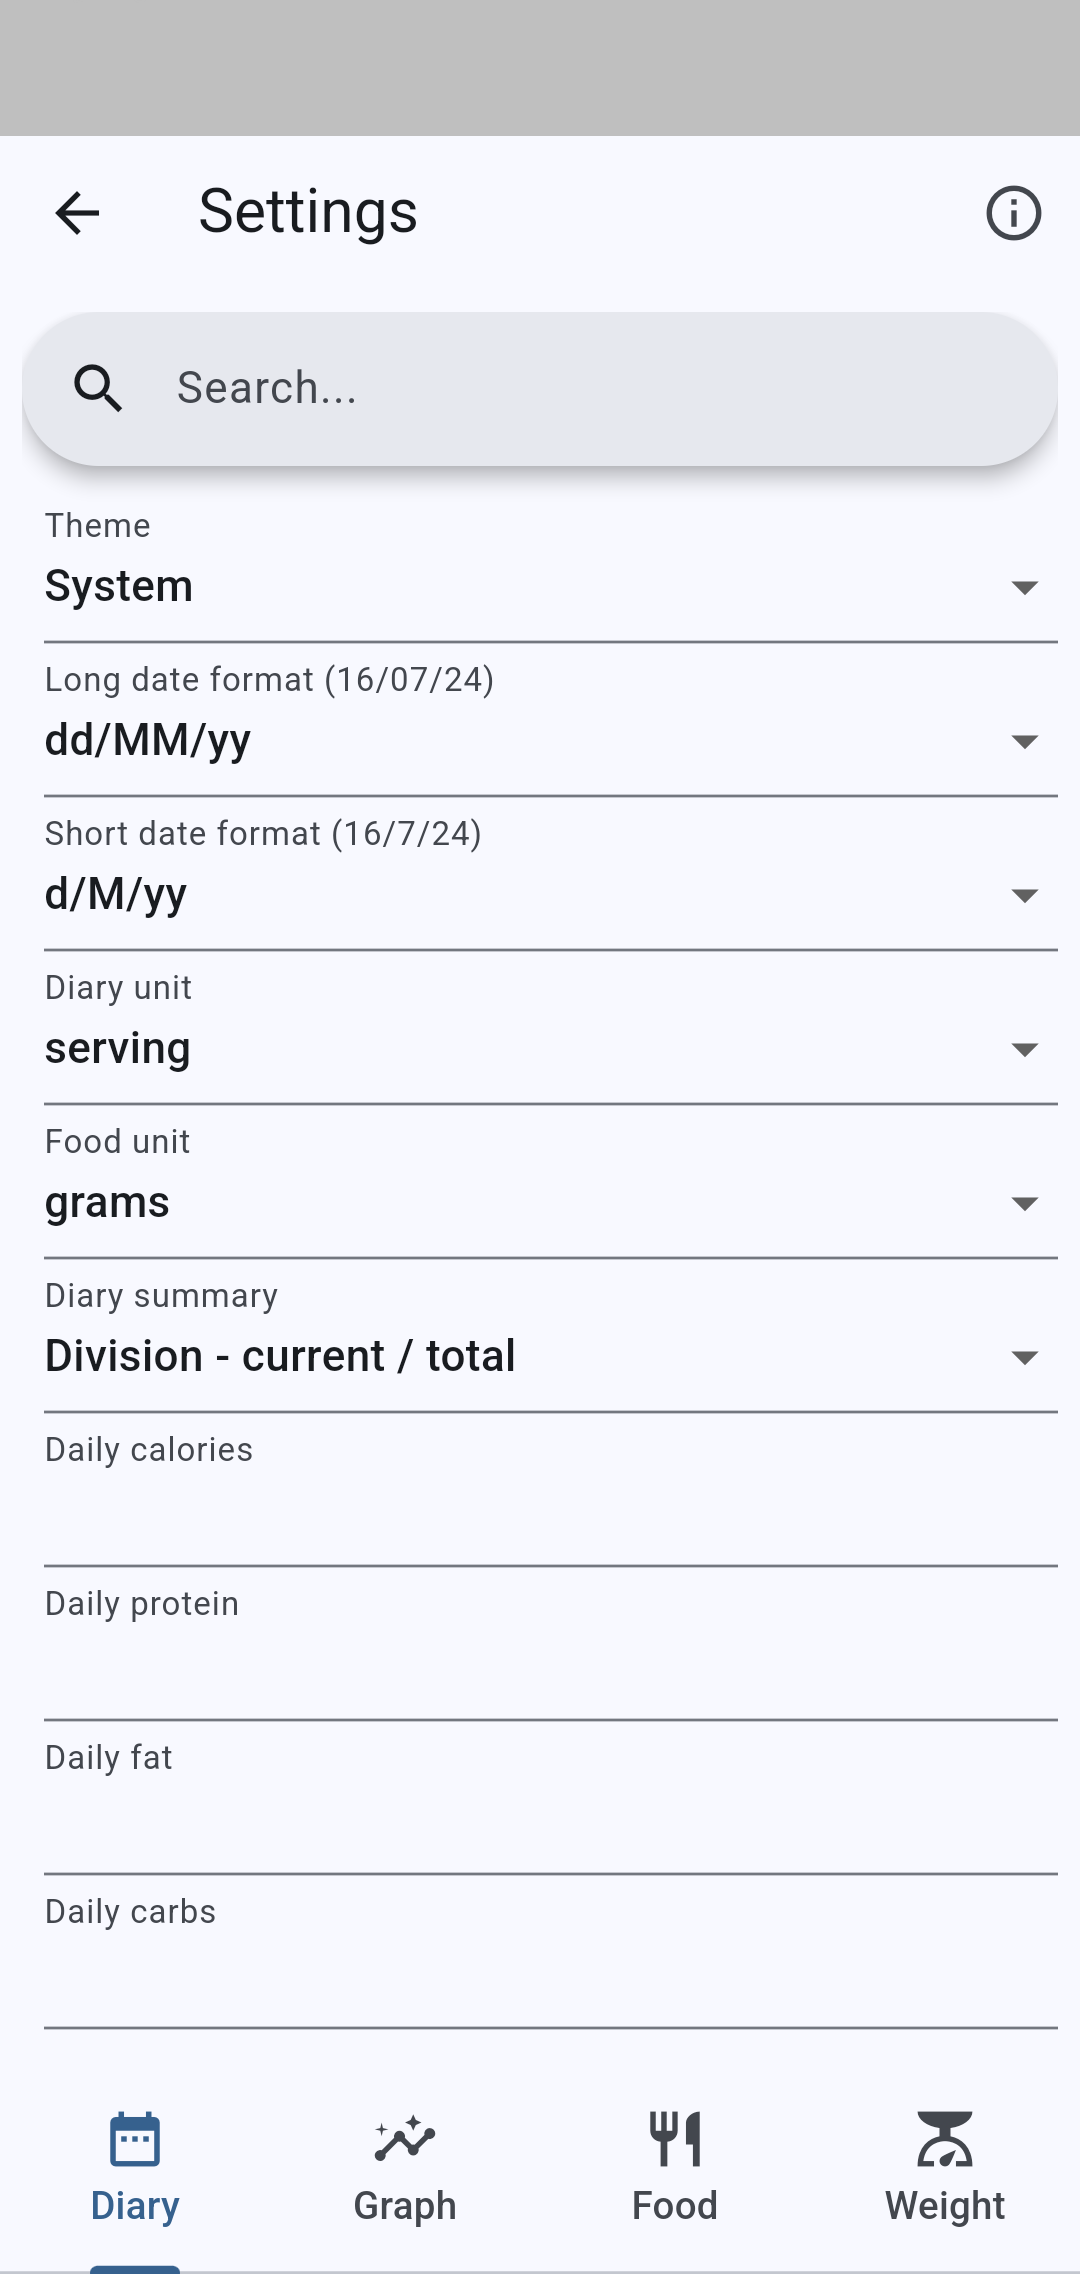 Settings
Search...
Theme
System
Long date format (16/07/24)
dd/MM/yy
Short date format (16/7/24)
d/M/yy
Diary unit
serving
Food unit
grams
Diary summary
Division - current / total
Daily calories
Daily protein
Daily fat
Daily carbs
Diary
Graph
Food
Weight